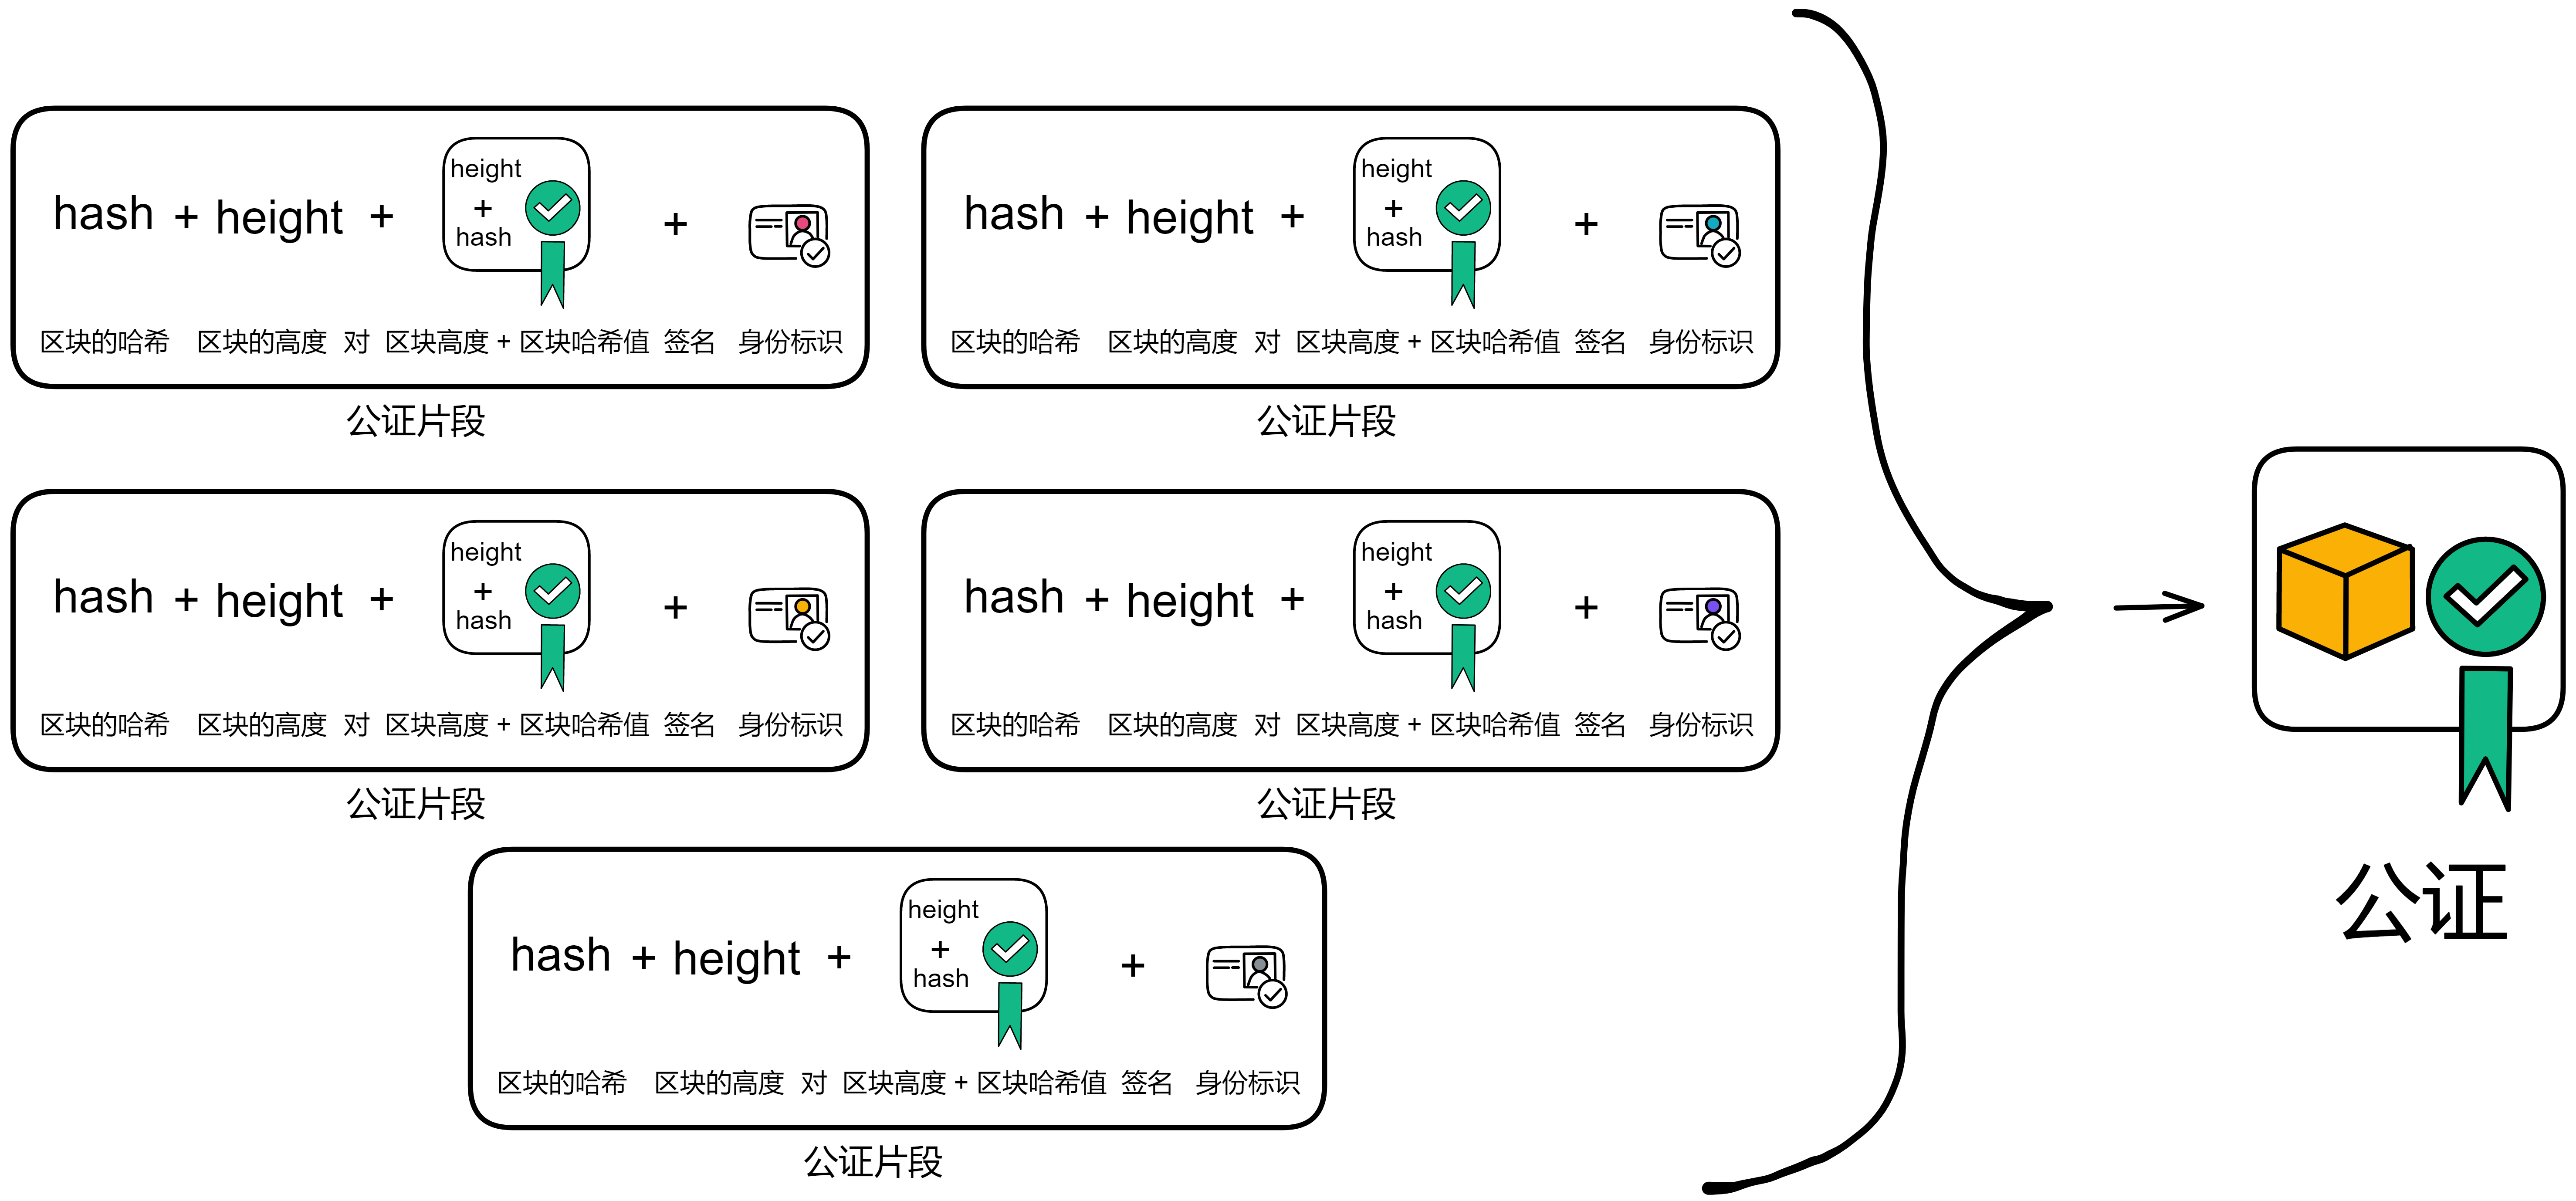 height
hash + height + + hash +
区块的哈希 区块的高度 对 区块高度 + 区块哈希值 签名 身份标识
公证片段
height
hash + height + + hash +
区块的哈希 区块的高度 对 区块高度 + 区块哈希值 签名 身份标识
公证片段
height
hash + height + + hash +
区块的哈希 区块的高度 对 区块高度 + 区块哈希值 签名 身份标识
公证片段
height
hash + height + + hash +
区块的哈希 区块的高度 对 区块高度 + 区块哈希值 签名 身份标识
公证片段
height
hash + height + + hash +
区块的哈希 区块的高度 对 区块高度 + 区块哈希值 签名 身份标识
公证片段
公证